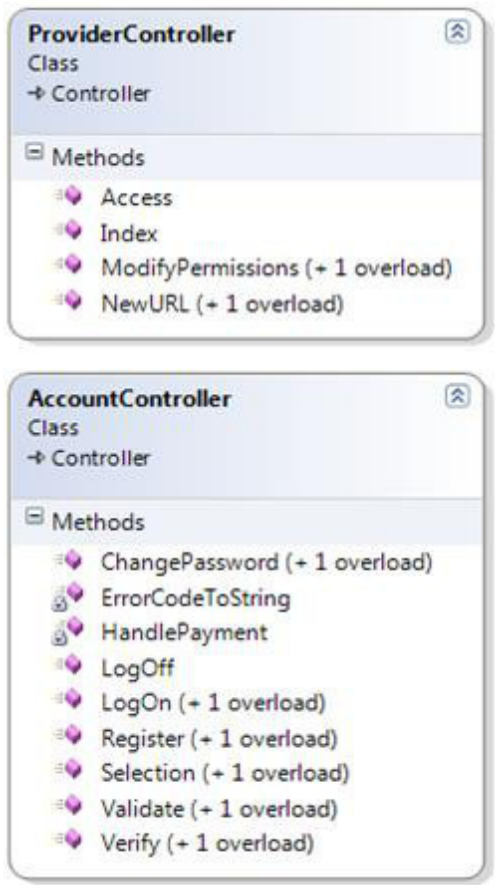 ProviderController
Class
Controller
Methods
Access
Index
ModifyPermissions (+ 1 overload)
NewURL (+ 1 overload)
AccountController
Class
Controller
Methods
ChangePassword (+ 1 overload)
ErrorCodeToString
HandlePayment
LogOff
LogOn (+ 1 overload)
Register (+ 1 overload)
Selection (+ 1 overload)
Validate (+ 1 overload)
Verify (+ 1 overload)